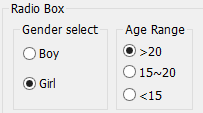 Radio Box
Gender select
Boy
Girl
Age Range
>20
15~20
<15